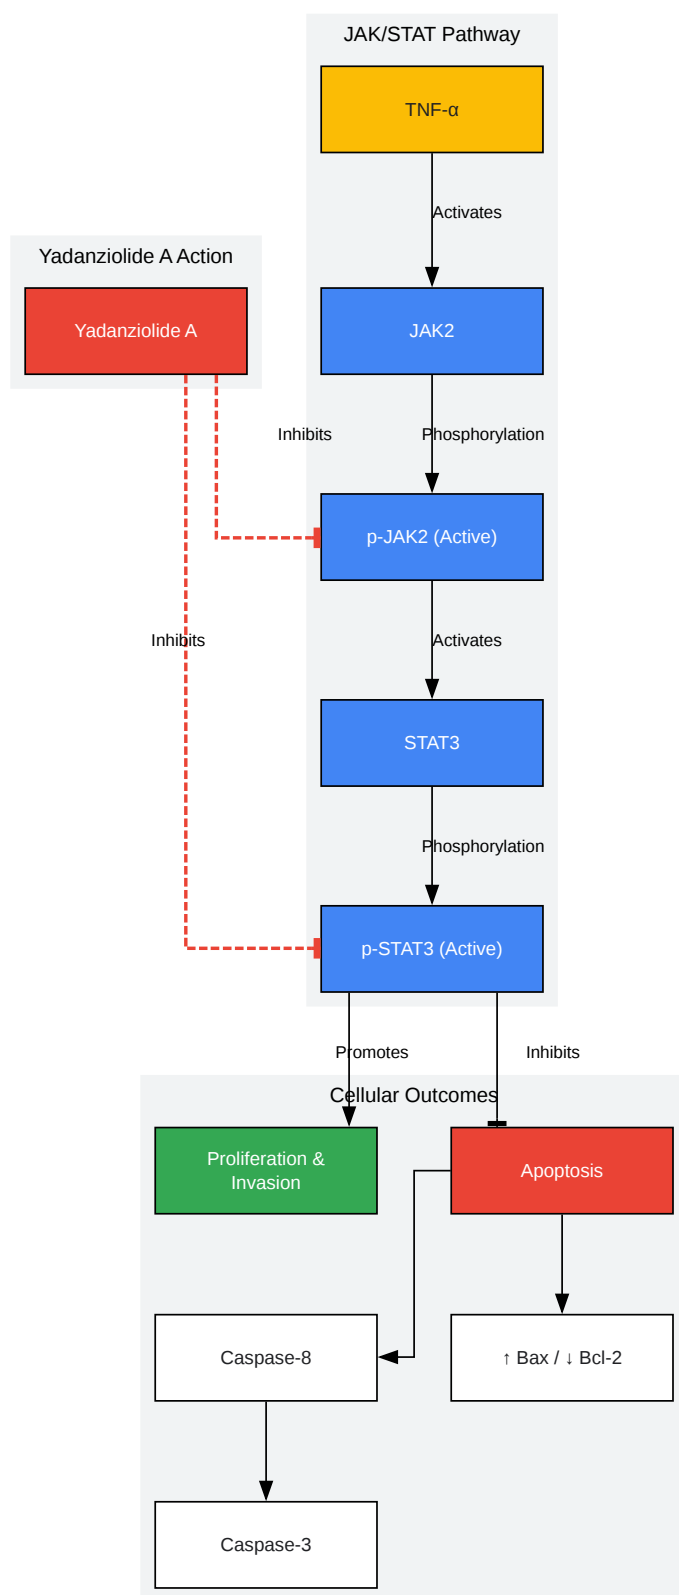 JAK/STAT Pathway
TNF-α
Activates
Yadanziolide A Action
Yadanziolide A
JAK2
Inhibits
Phosphorylation
p-JAK2 (Active)
Inhibits
Activates
STAT3
Phosphorylation
p-STAT3 (Active)
Promotes
Inhibits
Cellular Outcomes
Proliferation &
Invasion
Apoptosis
Caspase-8
↑ Bax / ↓ Bcl-2
Caspase-3